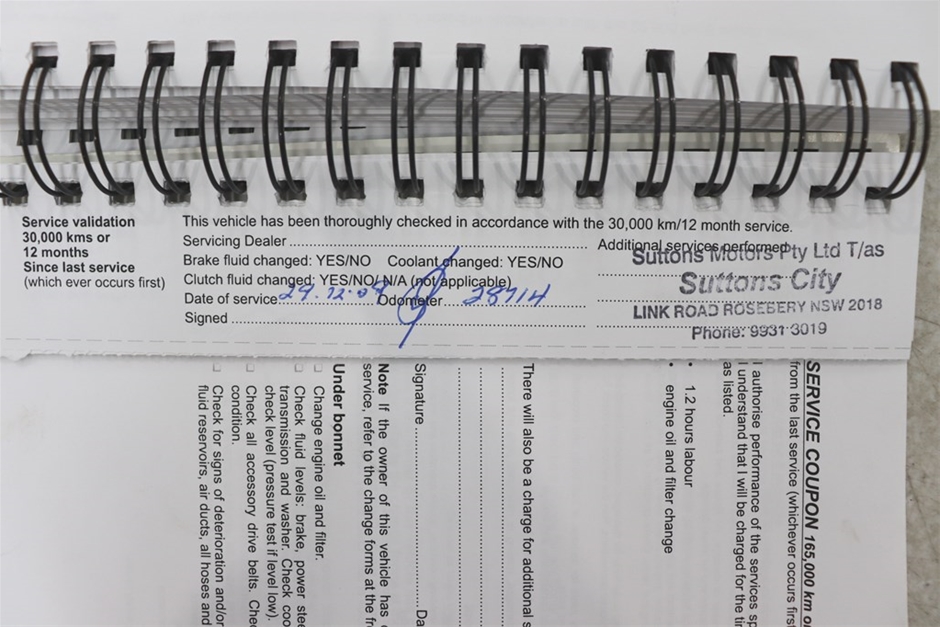 Service validation
30,000 kms or
12 months
Since last service
(which ever occurs first)
This vehicle has been thoroughly checked in accordance with the 30,000 km/12 month service.
Servicing Dealer
Brake fluid changed: YES/NO Coolant changed: YES/NO
Clutch fluid changed: YES/NO/N/A (not applicable)
Date of service Odometer 28714
Signed
Additional services performed
Suttons Motors Pty Ltd T/as
Suttons City
LINK ROAD ROSEBERY NSW 2018
Phone: 9931 3019
SERVICE COUPON 165,000 km
from the last service (whichever occurs first
I authorise performance of the services
I understand that I will be charged for the
as listed.
• 1.2 hours labour
• engine oil and filter change
There will also be a charge for additional
Signature
Note If the owner of this vehicle has
service, refer to the change forms at the
Under bonnet
Change engine oil and filter.
Check fluid levels: brake, power
transmission and washer. Check
check level (pressure test if level low).
Check all accessory drive belts.
condition.
Check for signs of deterioration and/or
fluid reservoirs, air ducts, all hoses and